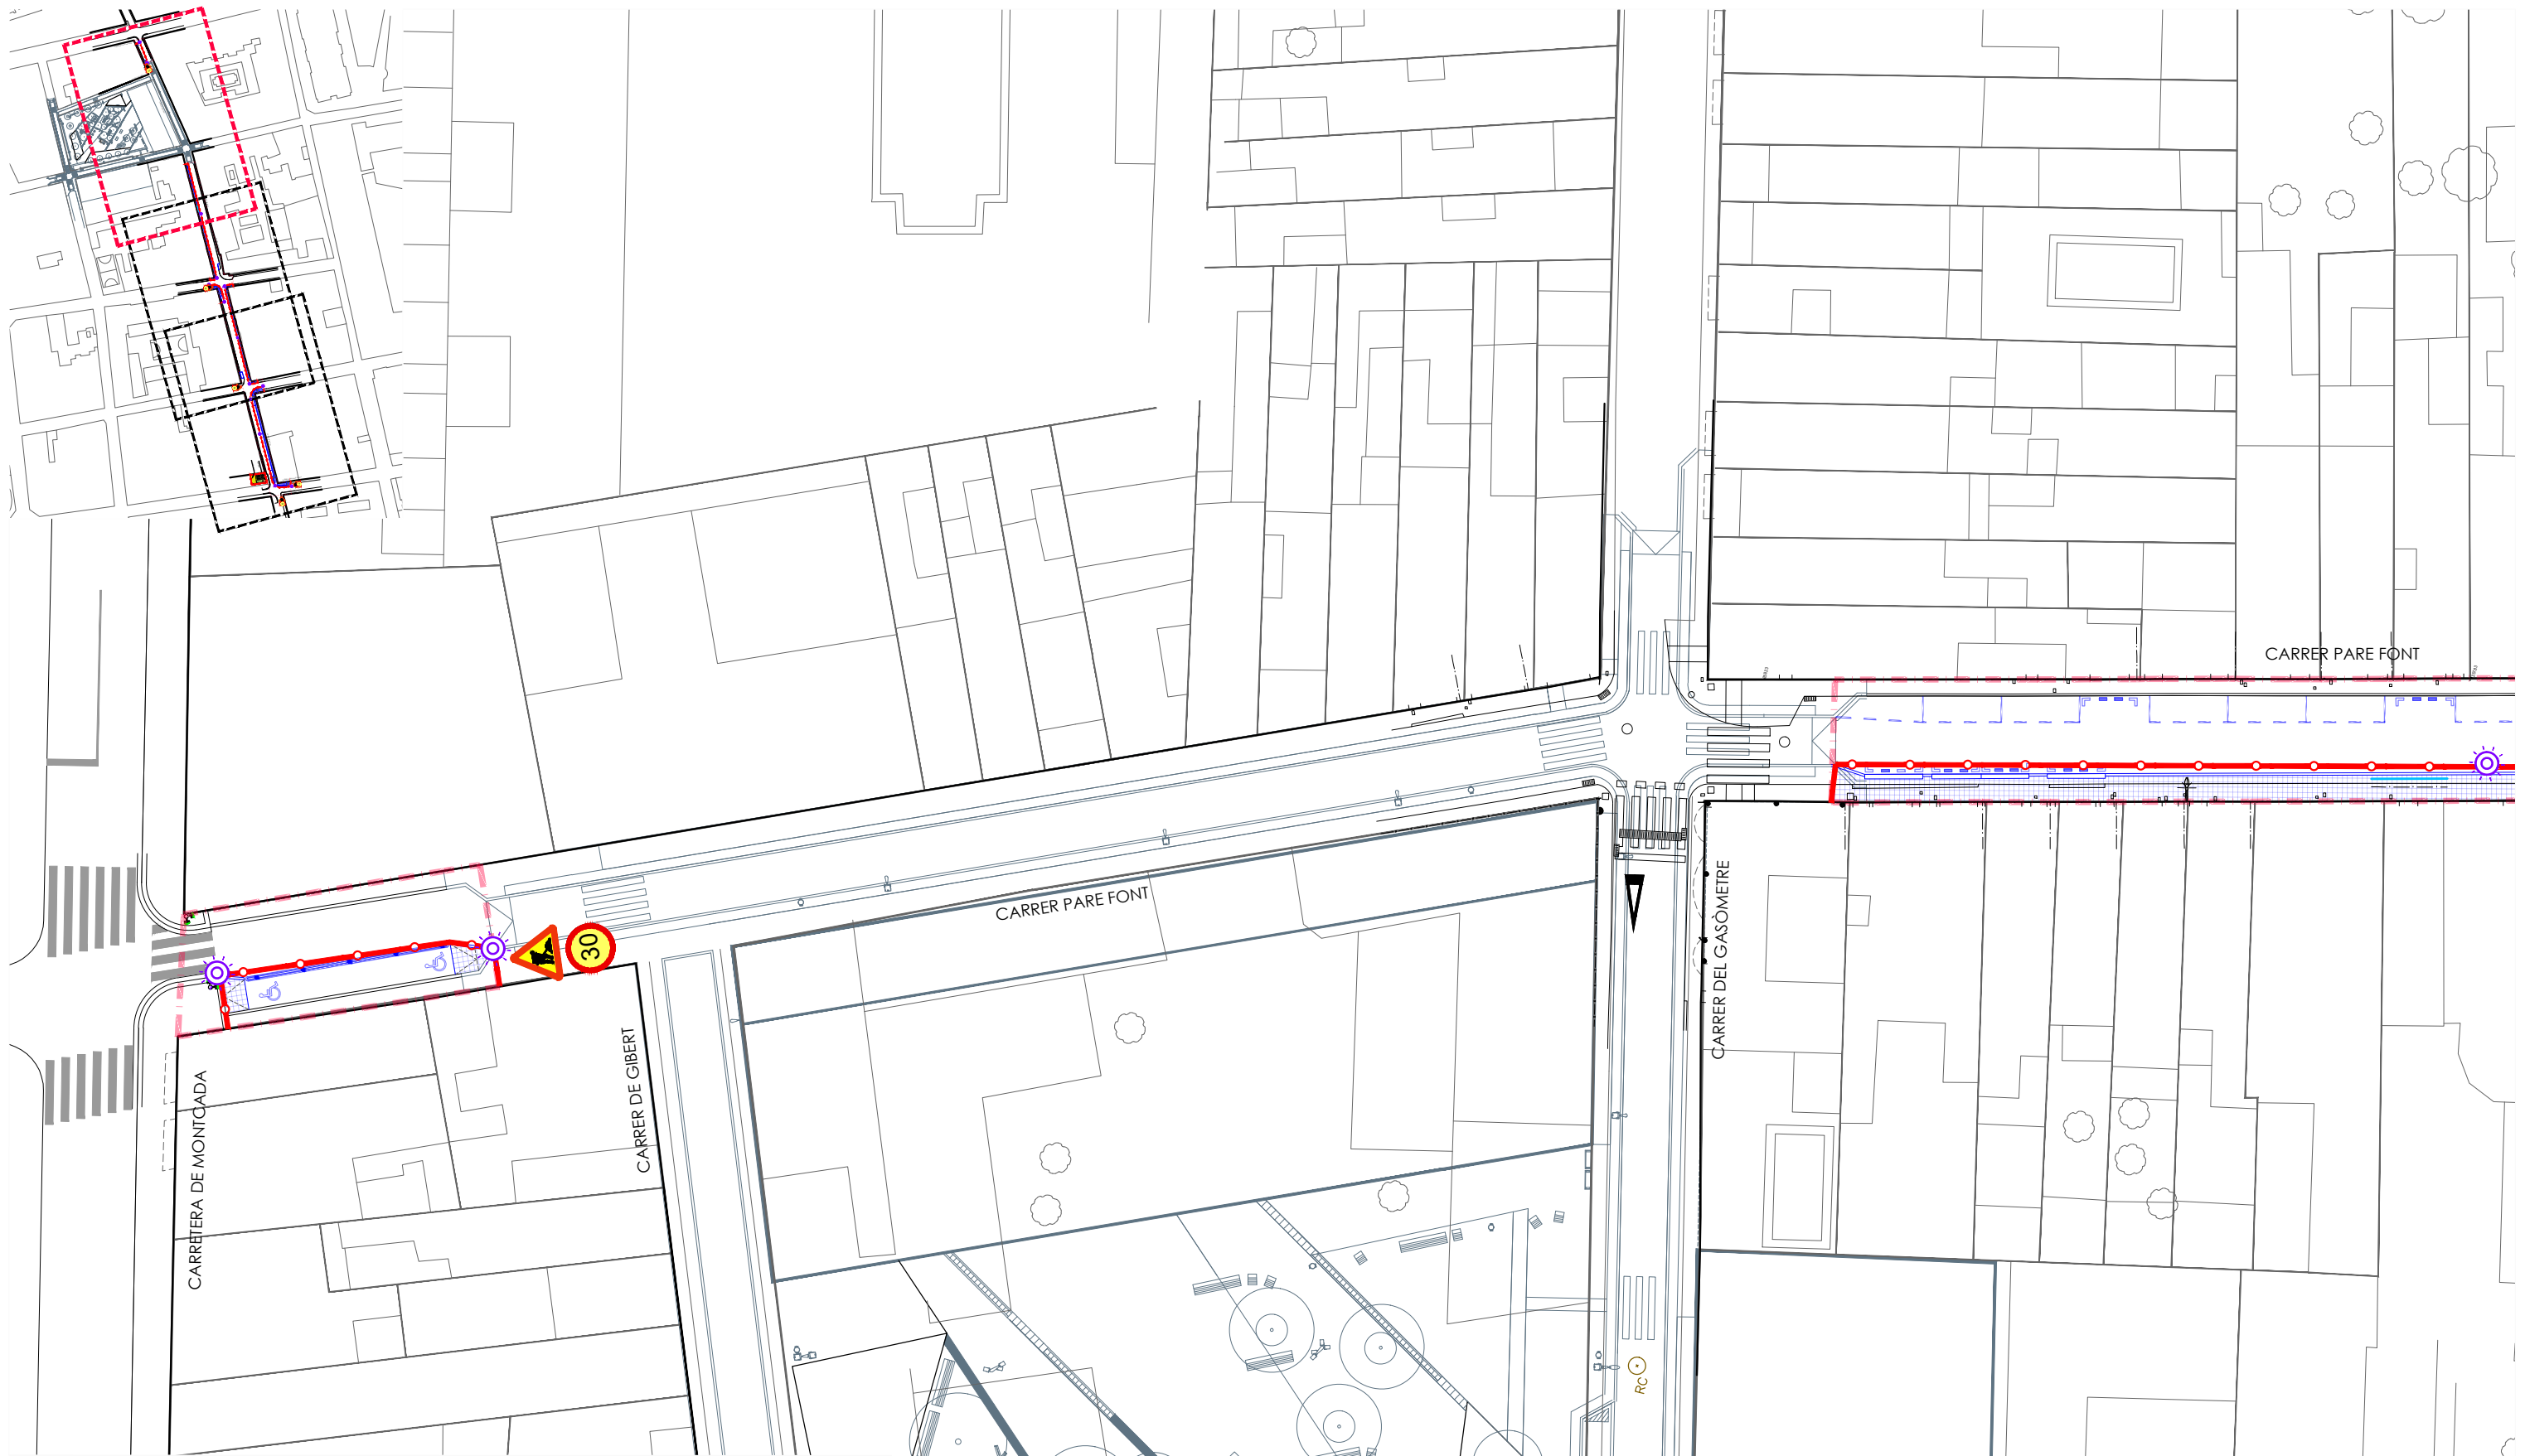 CARRER PARE FONT
CARRER PARE FONT
30
CARRER DEL GASÒMETRE
CARRER DE GIBERT
CARRETERA DE MONTCADA
RC